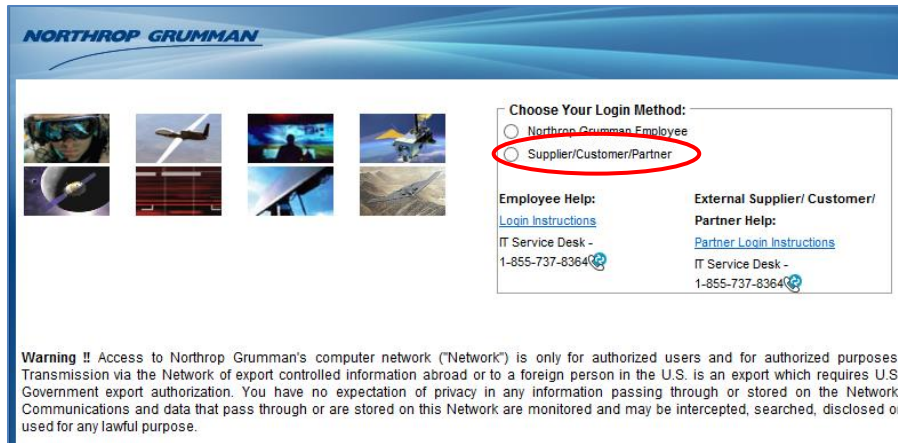 NORTHROP GRUMMAN
Choose Your Login Method:
Northrop Grumman Employee
Supplier/Customer/Partner
Employee Help:
Login Instructions
IT Service Desk -
1-855-737-8364
External Supplier/ Customer/
Partner Help:
Partner Login Instructions
IT Service Desk -
1-855-737-8364
Warning !! Access to Northrop Grumman's computer network ("Network") is only for authorized users and for authorized purposes
Transmission via the Network of export controlled information abroad or to a foreign person in the U.S. is an export which requires U.S
Government export authorization. You have no expectation of privacy in any information passing through or stored on the Network
Communications and data that pass through or are stored on this Network are monitored and may be intercepted, searched, disclosed o
used for any lawful purpose.